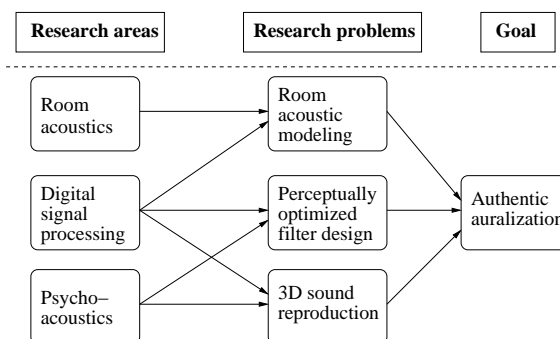 Research areas
Research problems
Goal
Room
acoustics
Room
acoustic
modeling
Digital
signal
processing
Perceptually
optimized
filter design
Authentic
auralization
Psycho–
acoustics
3D sound
reproduction